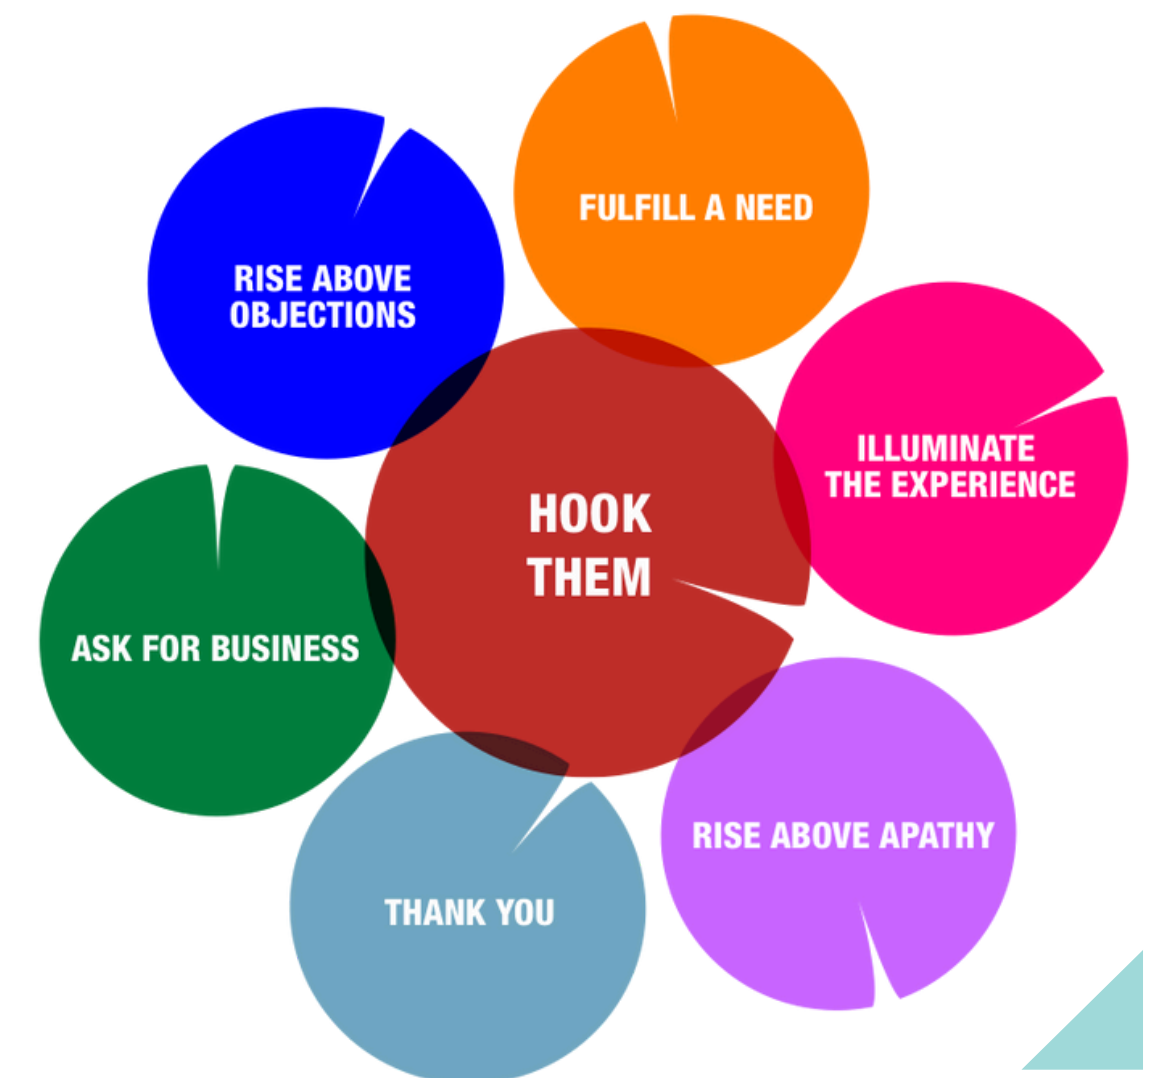 FULFILL A NEED
RISE ABOVE
OBJECTIONS
ILLUMINATE
THE EXPERIENCE
HOOK
THEM
ASK FOR BUSINESS
RISE ABOVE APATHY
THANK YOU